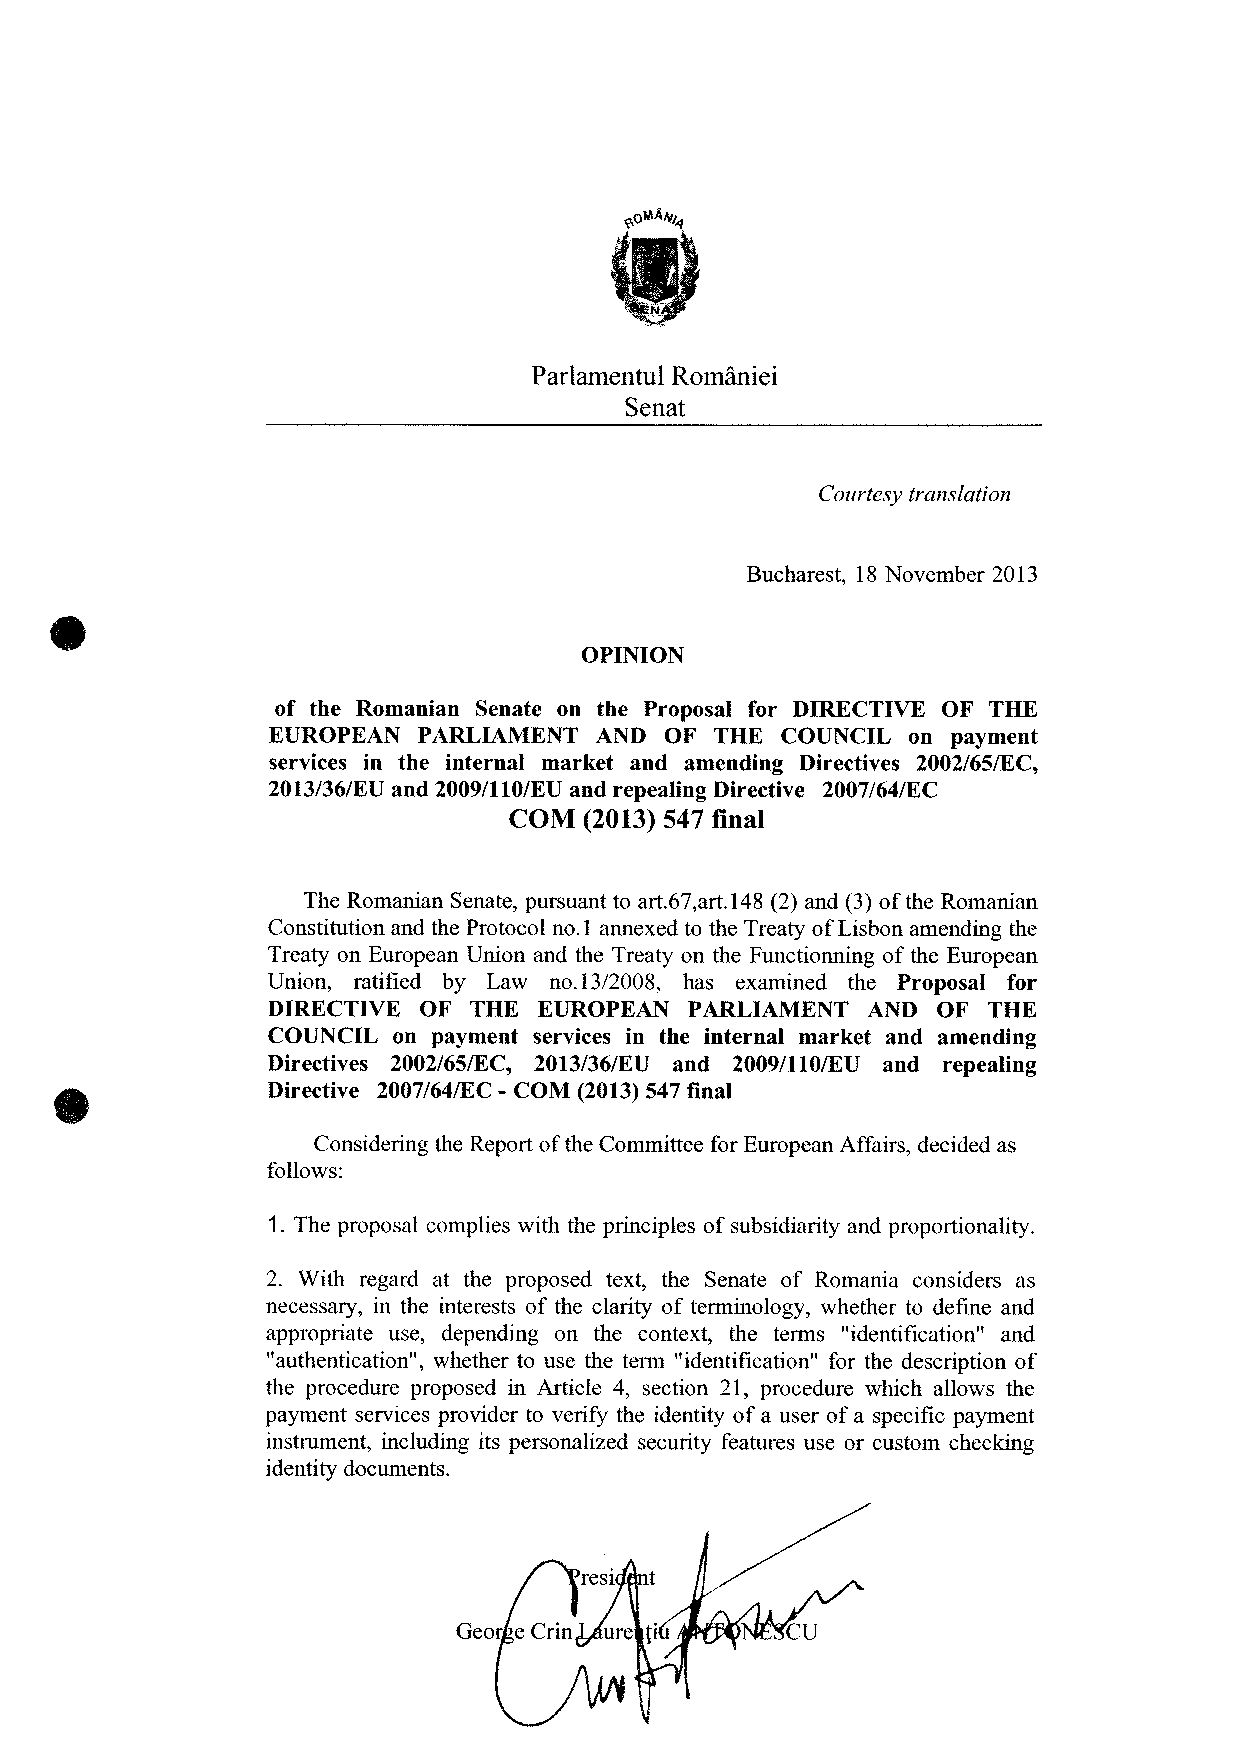 ROMÂNIA
SENAT
Parlamentul României
Senat
Courtesy translation
Bucharest, 18 November 2013
OPINION
of the Romanian Senate on the Proposal for DIRECTIVE OF THE
EUROPEAN PARLIAMENT AND OF THE COUNCIL on payment
services in the internal market and amending Directives 2002/65/EC,
2013/36/EU and 2009/110/EU and repealing Directive 2007/64/EC
COM (2013) 547 final
The Romanian Senate, pursuant to art.67,art.148 (2) and (3) of the Romanian
Constitution and the Protocol no.1 annexed to the Treaty of Lisbon amending the
Treaty on European Union and the Treaty on the Functionning of the European
Union, ratified by Law no.13/2008, has examined the Proposal for
DIRECTIVE OF THE EUROPEAN PARLIAMENT AND OF THE
COUNCIL on payment services in the internal market and amending
Directives 2002/65/EC, 2013/36/EU and 2009/110/EU and repealing
Directive 2007/64/EC - COM (2013) 547 final
Considering the Report of the Committee for European Affairs, decided as
follows:
1. The proposal complies with the principles of subsidiarity and proportionality.
2. With regard at the proposed text, the Senate of Romania considers as
necessary, in the interests of the clarity of terminology, whether to define and
appropriate use, depending on the context, the terms "identification" and
"authentication", whether to use the term "identification" for the description of
the procedure proposed in Article 4, section 21, procedure which allows the
payment services provider to verify the identity of a user of a specific payment
instrument, including its personalized security features use or custom checking
identity documents.
President
George Crin Laurenţiu ANTONESCU